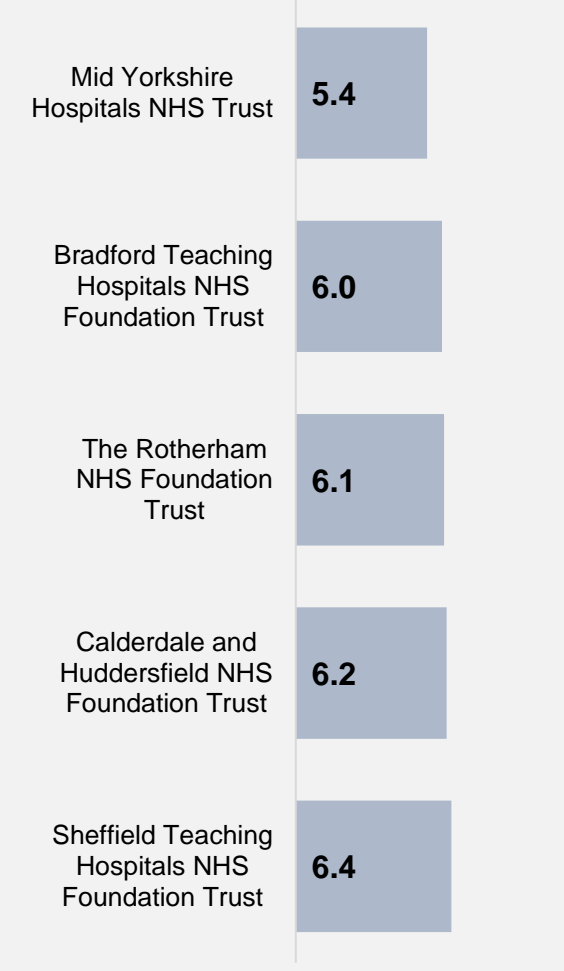 Mid Yorkshire
Hospitals NHS Trust
5.4
Bradford Teaching
Hospitals NHS
Foundation Trust
6.0
The Rotherham
NHS Foundation
Trust
6.1
Calderdale and
Huddersfield NHS
Foundation Trust
6.2
Sheffield Teaching
Hospitals NHS
Foundation Trust
6.4